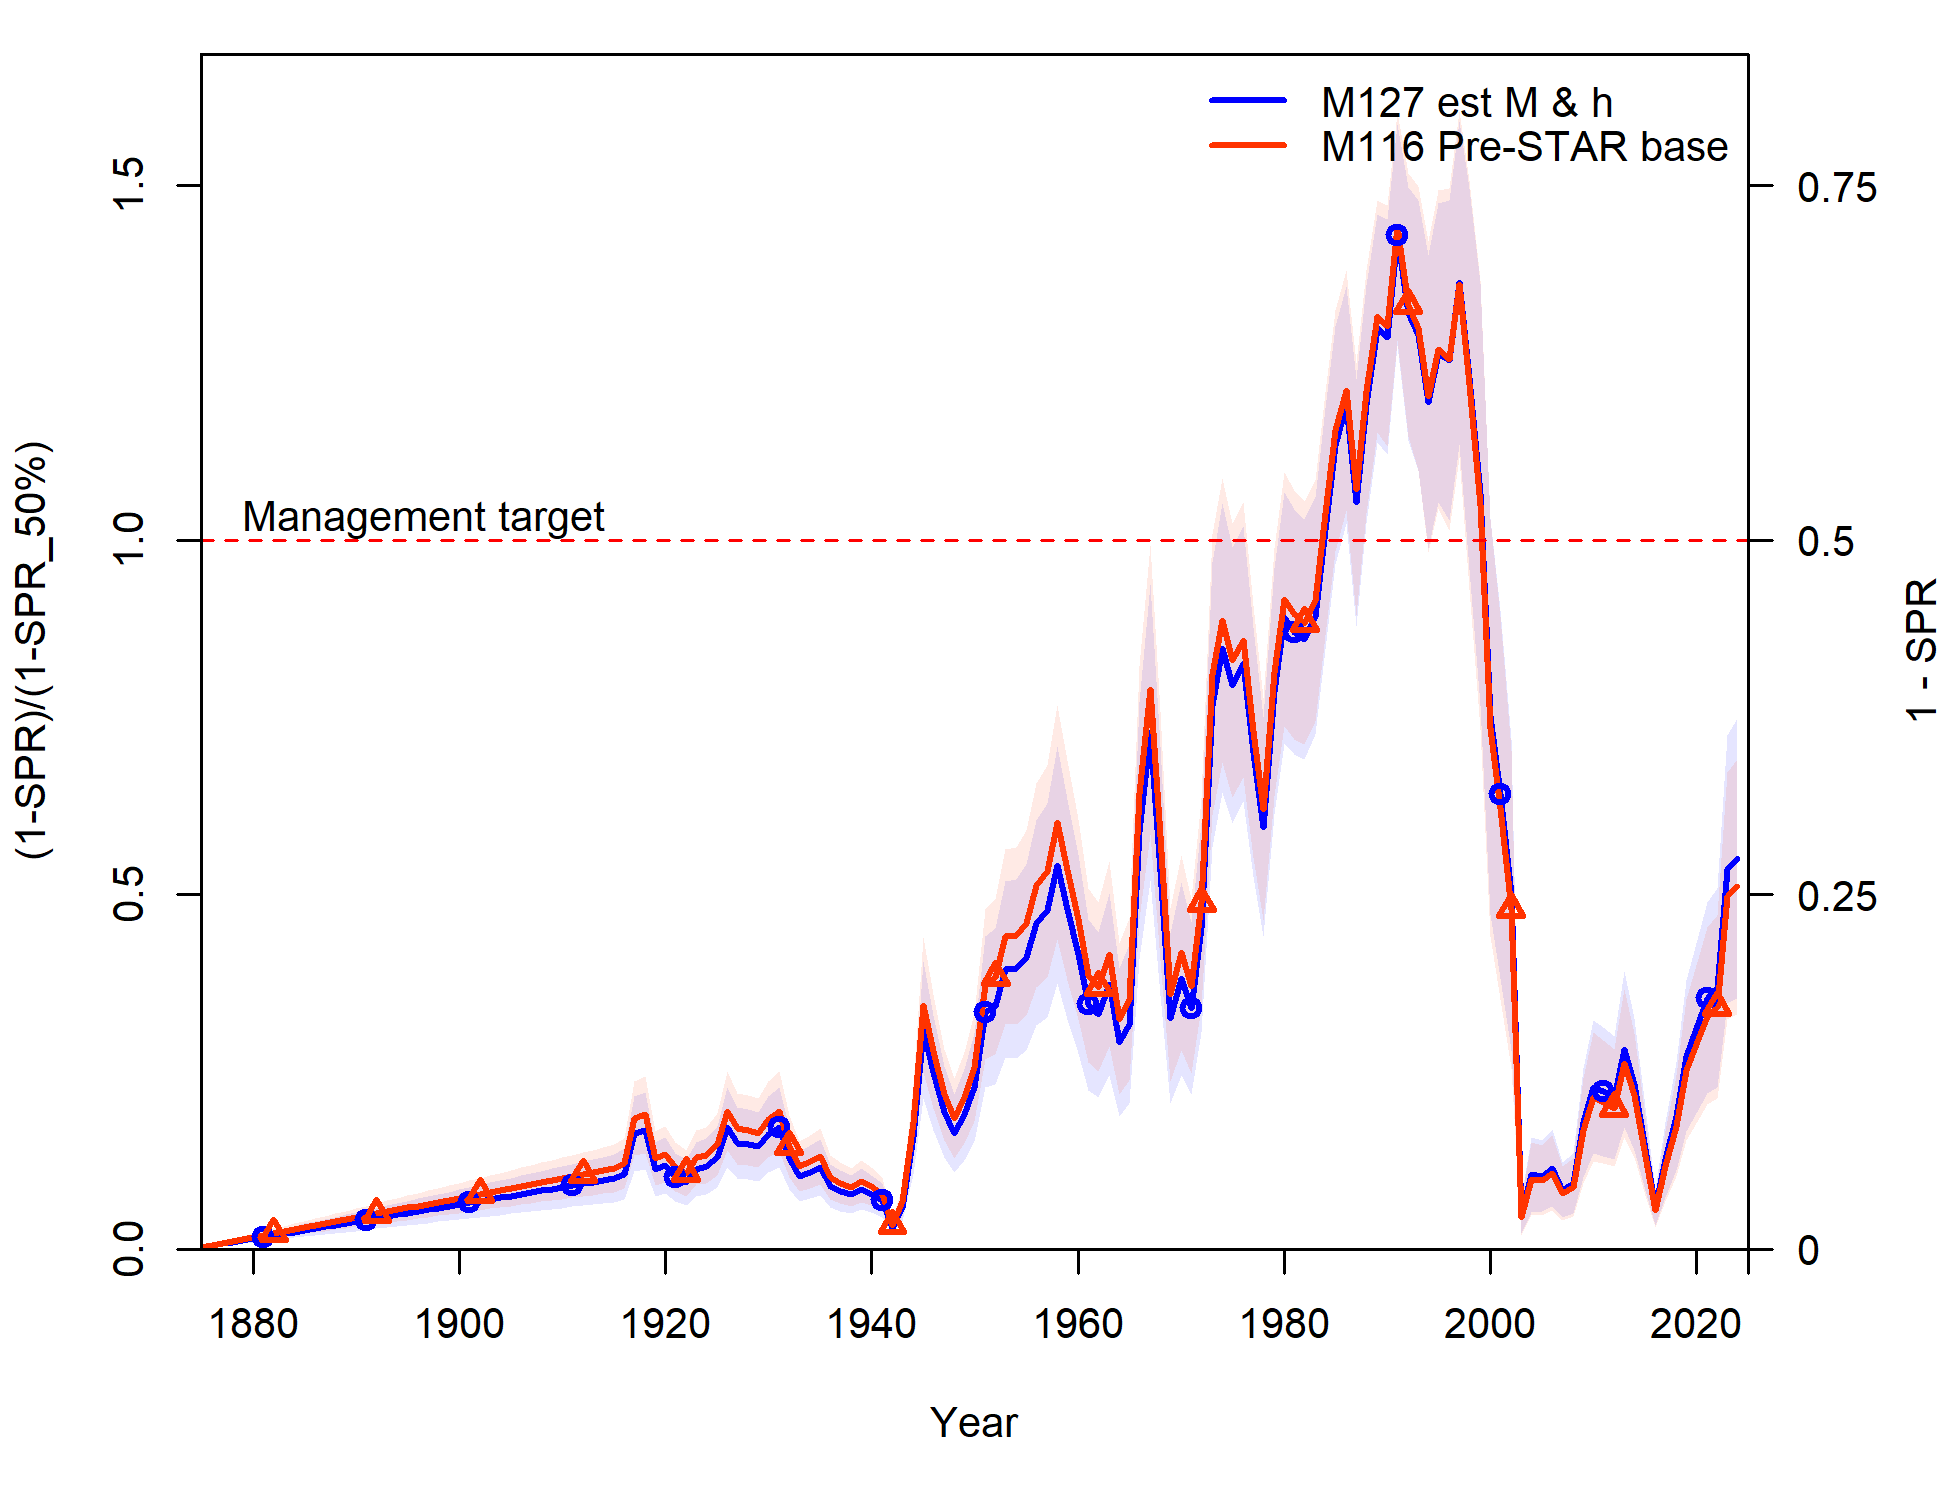 M127 est M & h
M116 Pre-STAR base
Management target
(1-SPR)/(1-SPR_50%)
0.0
0.5
1.0
1.5
1 - SPR
0
0.25
0.5
0.75
1880 1900 1920 1940 1960 1980 2000 2020
Year